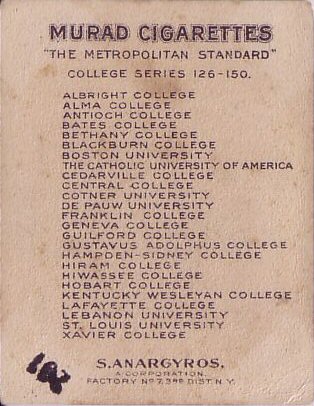 MURAD CIGARETTES
"THE METROPOLITAN STANDARD"
COLLEGE SERIES 126-150.
ALBRIGHT COLLEGE
ALMA COLLEGE
ANTIOCH COLLEGE
BATES COLLEGE
BETHANY COLLEGE
BLACKBURN COLLEGE
BOSTON UNIVERSITY
THE CATHOLIC UNIVERSITY OF AMERICA
CEDARVILLE COLLEGE
CENTRAL COLLEGE
COTNER UNIVERSITY
DE PAUW UNIVERSITY
FRANKLIN COLLEGE
GENEVA COLLEGE
GUILFORD COLLEGE
GUSTAVUS ADOLPHUS COLLEGE
HAMPDEN-SIDNEY COLLEGE
HIRAM COLLEGE
HIWASSEE COLLEGE
HOBART COLLEGE
KENTUCKY WESLEYAN COLLEGE
LAFAYETTE COLLEGE
LEBANON UNIVERSITY
ST. LOUIS UNIVERSITY
XAVIER COLLEGE
S. ANARGYROS,
A CORPORATION.
FACTORY No 7, 3RD DIST. N.Y.